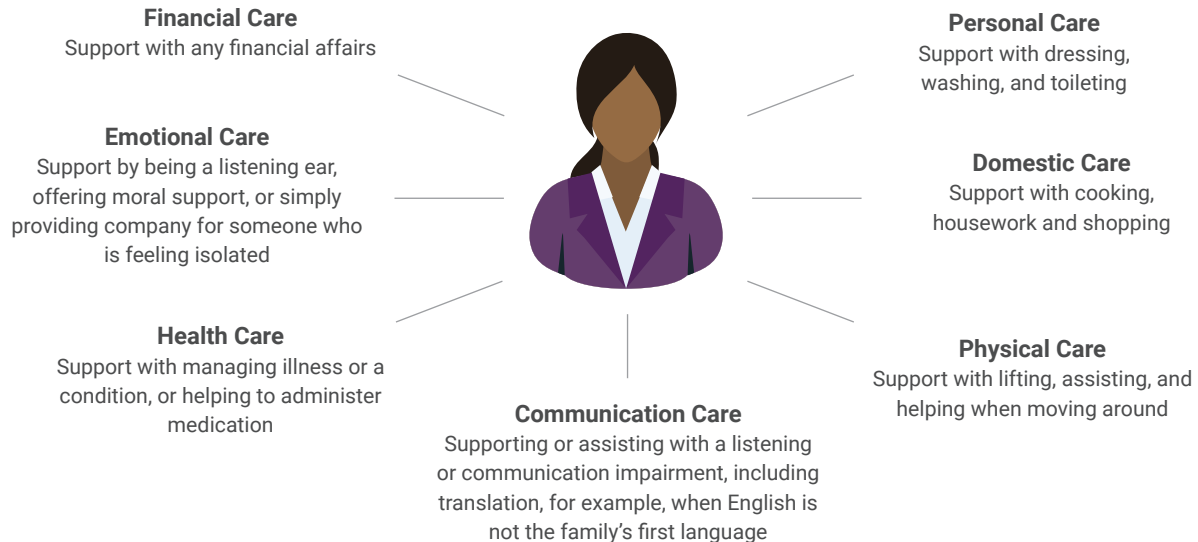 Financial Care
Support with any financial affairs
Emotional Care
Support by being a listening ear,
offering moral support, or simply
providing company for someone who
is feeling isolated
Health Care
Support with managing illness or a
condition, or helping to administer
medication
Communication Care
Supporting or assisting with a listening
or communication impairment, including
translation, for example, when English is
not the family’s first language
Personal Care
Support with dressing,
washing, and toileting
Domestic Care
Support with cooking,
housework and shopping
Physical Care
Support with lifting, assisting, and
helping when moving around